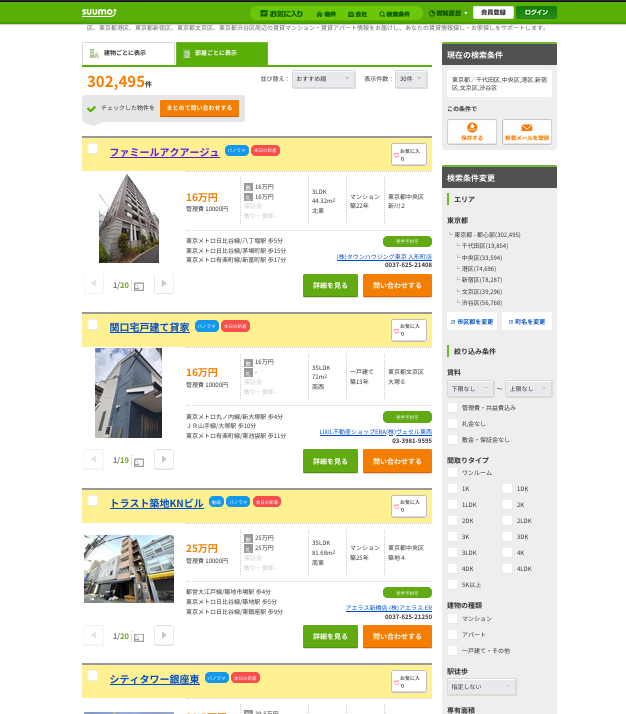 suumo
お気に入り
物件
会社
検索条件
閲覧履歴
会員登録
ログイン
区、東京都港区、東京都新宿区、東京都文京区、東京都渋谷区周辺の賃貸マンション・賃貸アパート情報をお届けし、あなたの賃貸情報探し・お家探しをサポートします。
建物ごとに表示
部屋ごとに表示
302,495件
並び替え：
おすすめ順
表示件数：
30件
チェックした物件を
まとめて問い合わせする
ファミールアクアージュ
パノラマ
本日の新着
お気に入り
16万円
管理費 10000円
敷 16万円
礼 16万円
保証金 -
敷引・償却 -
3LDK
44.32m²
北東
マンション
築22年
東京都中央区
新川２
東京メトロ日比谷線/八丁堀駅 歩5分
東京メトロ日比谷線/茅場町駅 歩15分
東京メトロ有楽町線/新富町駅 歩17分
見学予約可
(株)タウンハウジング東京 人形町店
0037-625-21408
1/20
詳細を見る
問い合わせする
関口宅戸建て貸家
パノラマ
本日の新着
お気に入り
16万円
管理費 10000円
敷 16万円
礼 -
保証金 -
敷引・償却 -
3SLDK
72m²
南西
一戸建て
築13年
東京都文京区
大塚６
東京メトロ丸ノ内線/新大塚駅 歩4分
ＪＲ山手線/大塚駅 歩10分
東京メトロ有楽町線/東池袋駅 歩11分
見学予約可
LIXIL不動産ショップERA(株)ヴェセル東西
03-3981-9595
1/19
詳細を見る
問い合わせする
トラスト築地KNビル
動画
パノラマ
本日の新着
お気に入り
25万円
管理費 10000円
敷 25万円
礼 25万円
保証金 -
敷引・償却 -
3SLDK
81.68m²
南東
マンション
築25年
東京都中央区
築地４
都営大江戸線/築地市場駅 歩4分
東京メトロ日比谷線/築地駅 歩5分
東京メトロ日比谷線/東銀座駅 歩9分
見学予約可
アエラス新橋店 (株)アエラス.ER
0037-625-21250
1/20
詳細を見る
問い合わせする
シティタワー銀座東
パノラマ
本日の新着
お気に入り
現在の検索条件
東京都／千代田区,中央区,港区,新宿区,文京区,渋谷区
この条件で
保存する
新着メールを登録
検索条件変更
エリア
東京都
東京都 - 都心部(302,495)
千代田区(19,854)
中央区(33,594)
港区(74,696)
新宿区(78,287)
文京区(39,296)
渋谷区(56,768)
市区郡を変更
町名を変更
絞り込み条件
賃料
下限なし
～
上限なし
管理費・共益費込み
礼金なし
敷金・保証金なし
間取りタイプ
ワンルーム
1K
1DK
1LDK
2K
2DK
2LDK
3K
3DK
3LDK
4K
4DK
4LDK
5K以上
建物の種類
マンション
アパート
一戸建て・その他
駅徒歩
指定しない
専有面積